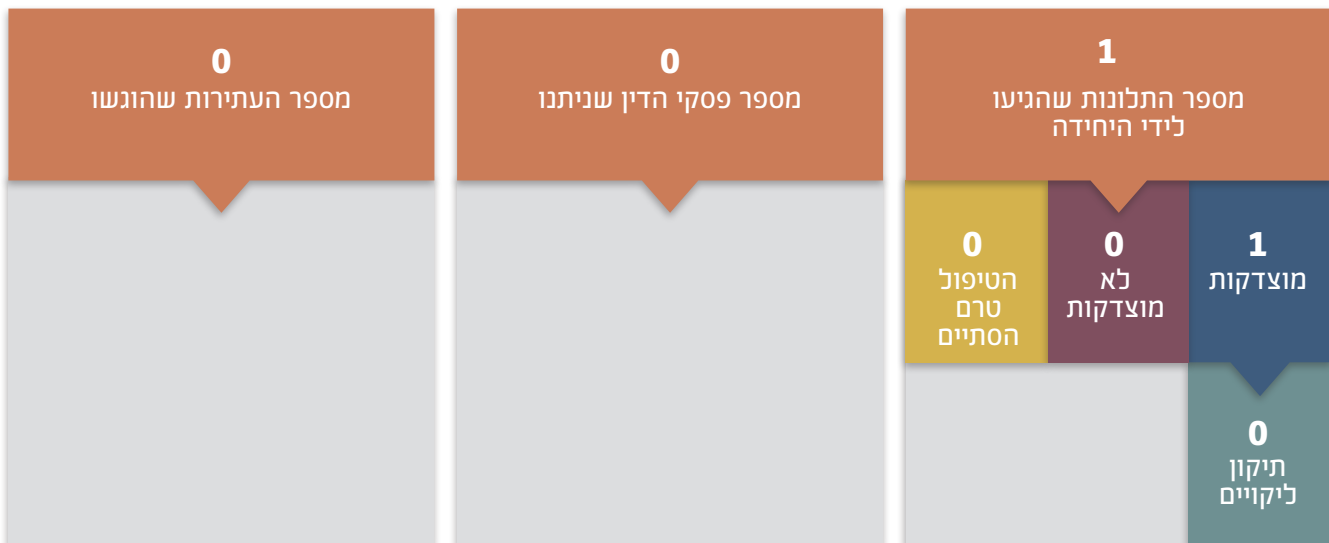 1
מספר התלונות שהגיעו
לידי היחידה
1
מוצדקות
0
תיקון
ליקויים
0
לא
מוצדקות
0
הטיפול
טרם
הסתיים
0
מספר פסקי הדין שניתנו
0
מספר העתירות שהוגשו